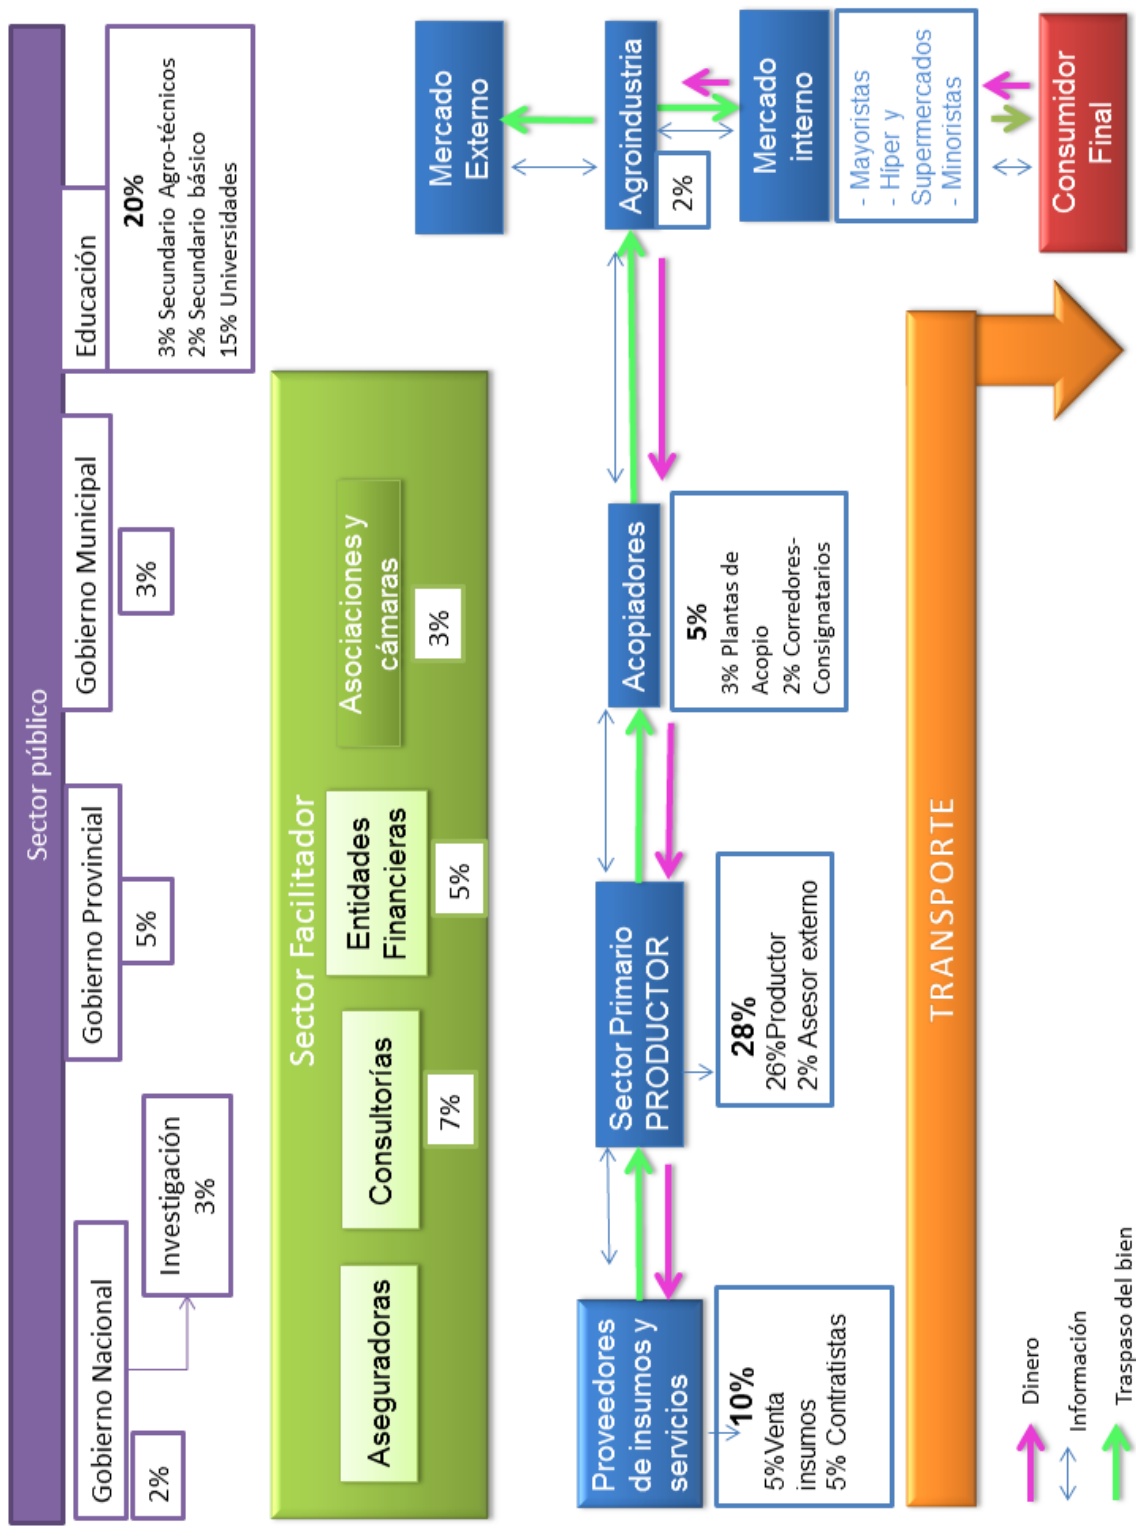 Sector público
Gobierno Nacional
2%
Investigación
3%
Gobierno Provincial
5%
Gobierno Municipal
3%
Educación
20%
3% Secundario Agro-técnicos
2% Secundario básico
15% Universidades
Sector Facilitador
Aseguradoras
Consultorías
7%
Entidades
Financieras
5%
Asociaciones y
cámaras
3%
Proveedores
de insumos y
servicios
10%
5%Venta
insumos
5% Contratistas
Sector Primario
PRODUCTOR
28%
26%Productor
2% Asesor externo
Acopiadores
5%
3% Plantas de
Acopio
2% Corredores-
Consignatarios
Mercado
Externo
Agroindustria
2%
Mercado
interno
- Mayoristas
- Híper y
Supermercados
- Minoristas
Consumidor
Final
TRANSPORTE
Dinero
Información
Traspaso del bien